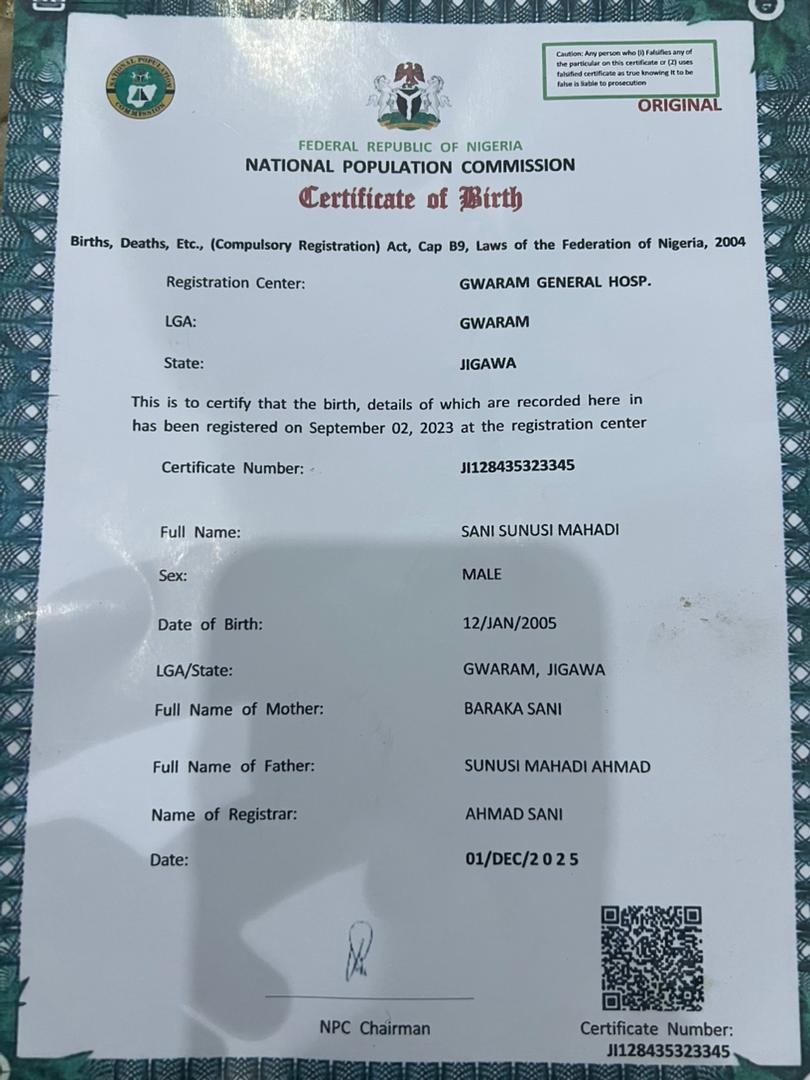 NATIONAL POPULATION
COMMISSION
Caution: Any person who (i) Falsifies any of
the particular on this certificate or (2) uses
falsified certificate as true knowing it to be
false is liable to prosecution
ORIGINAL
FEDERAL REPUBLIC OF NIGERIA
NATIONAL POPULATION COMMISSION
Certificate of Birth
Births, Deaths, Etc., (Compulsory Registration) Act, Cap B9, Laws of the Federation of Nigeria, 2004
Registration Center: GWARAM GENERAL HOSP.
LGA: GWARAM
State: JIGAWA
This is to certify that the birth, details of which are recorded here in
has been registered on September 02, 2023 at the registration center
Certificate Number: JI128435323345
Full Name: SANI SUNUSI MAHADI
Sex: MALE
Date of Birth: 12/JAN/2005
LGA/State: GWARAM, JIGAWA
Full Name of Mother: BARAKA SANI
Full Name of Father: SUNUSI MAHADI AHMAD
Name of Registrar: AHMAD SANI
Date: 01/DEC/2 0 2 5
NPC Chairman
Certificate Number:
JI128435323345